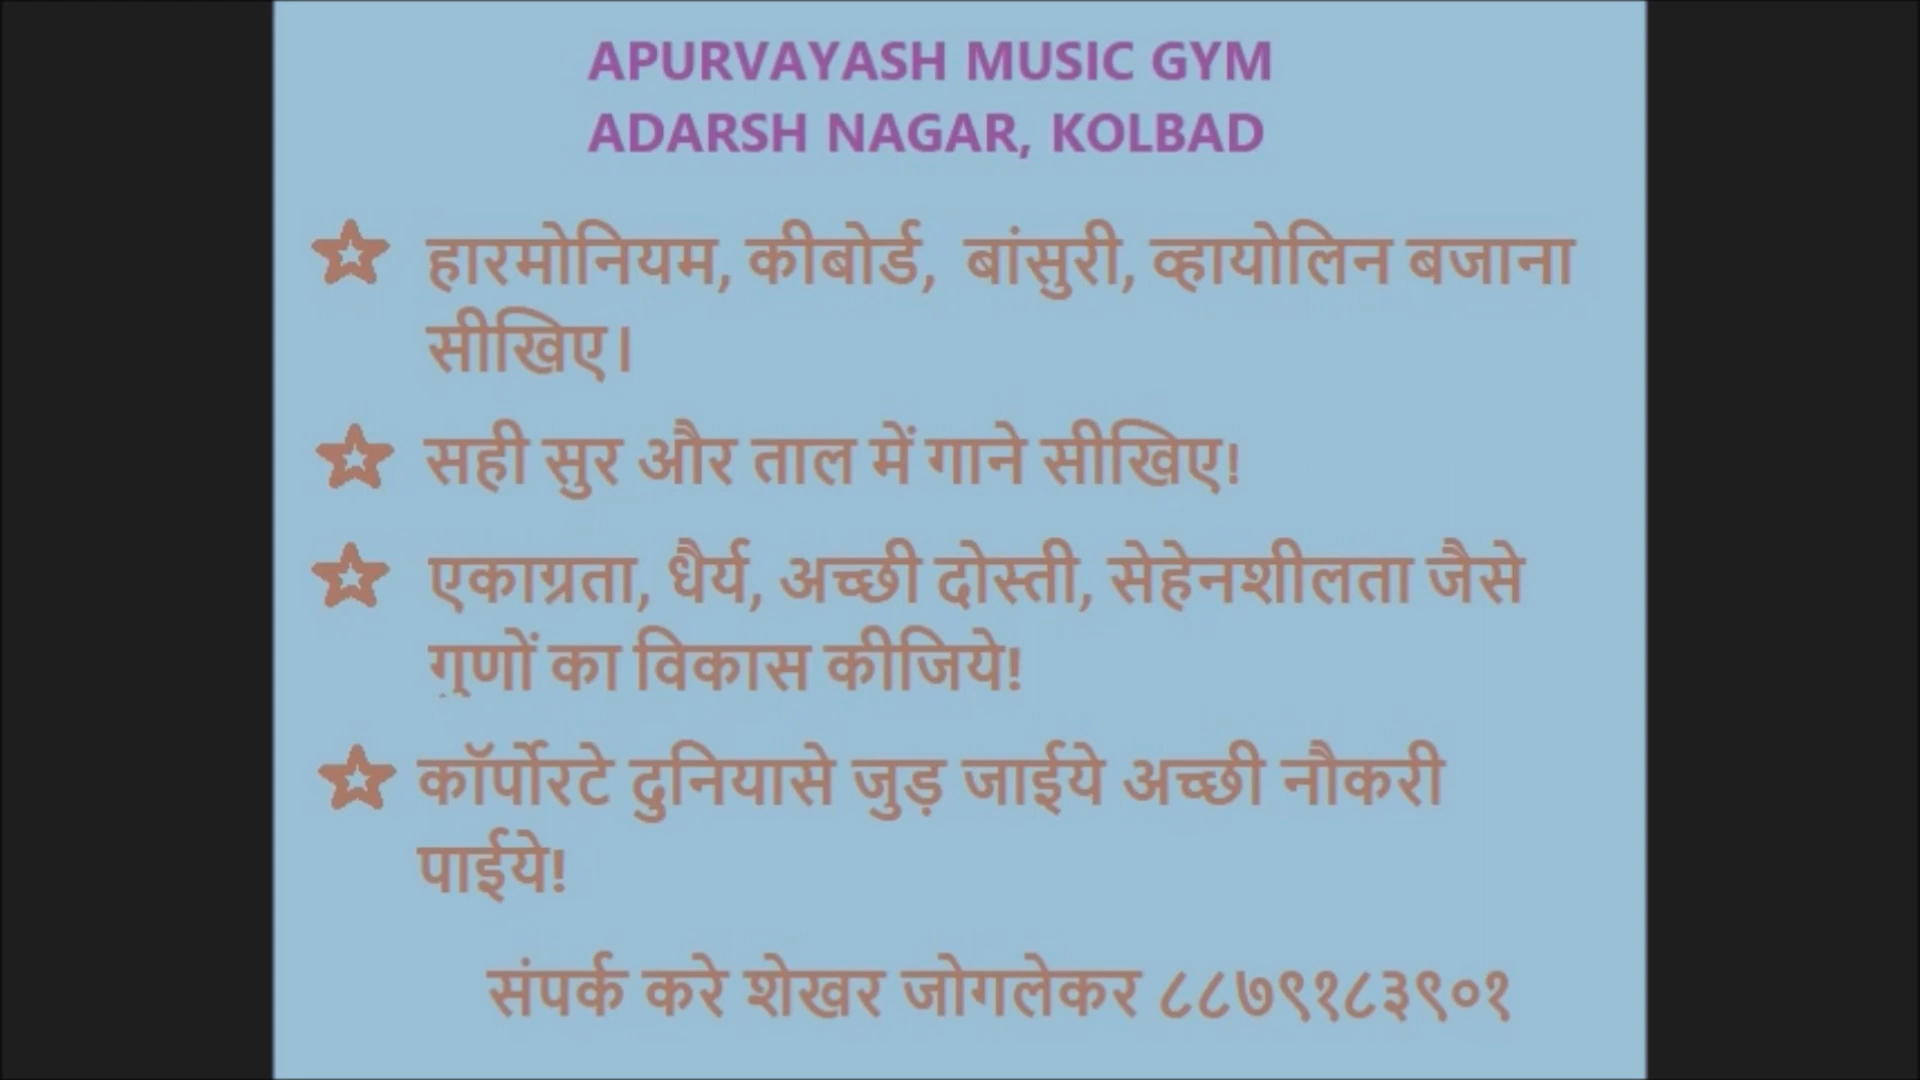 APURVAYASH MUSIC GYM
ADARSH NAGAR, KOLBAD
हारमोनियम, कीबोर्ड, बांसुरी, व्हायोलिन बजाना
सीखिए।
सही सुर और ताल में गाने सीखिए!
एकाग्रता, धैर्य, अच्छी दोस्ती, सेहेनशीलता जैसे
गुणों का विकास कीजिये!
कॉर्पोरटे दुनियासे जुड़ जाईये अच्छी नौकरी
पाईये!
संपर्क करे शेखर जोगलेकर ८८७९१८३९०१